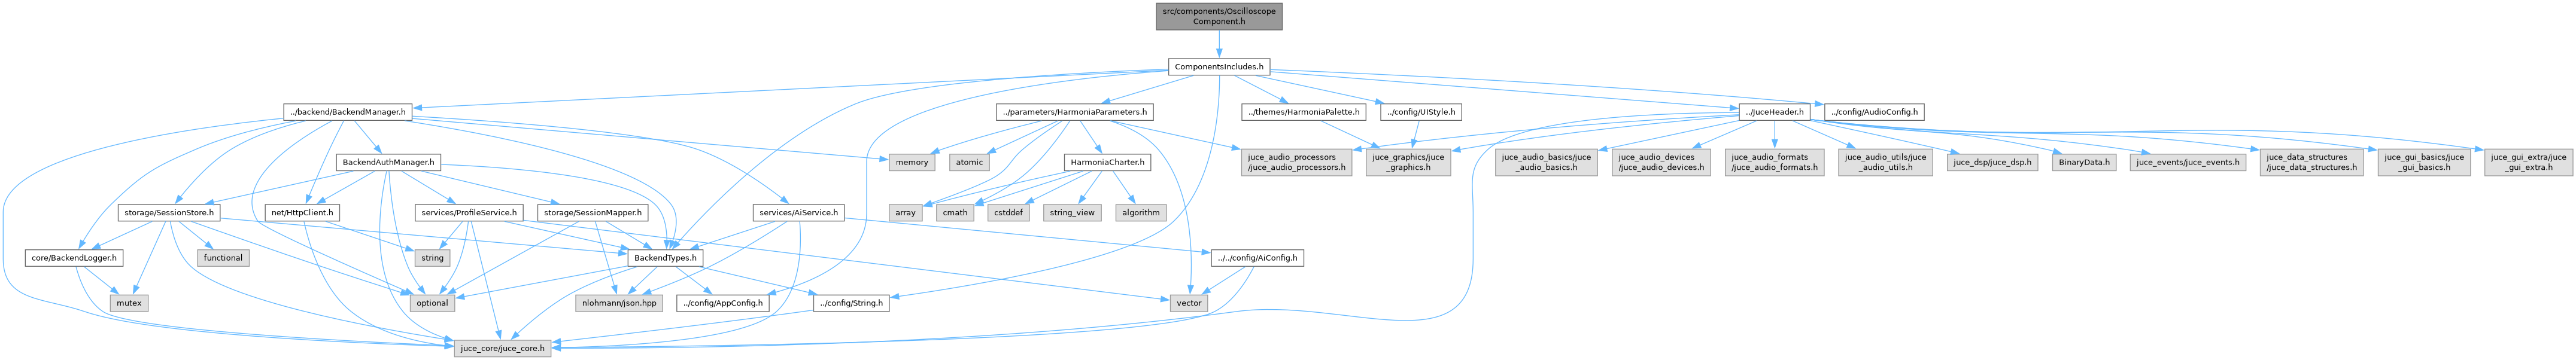 src/components/Oscilloscope
Component.h
ComponentsIncludes.h
../backend/BackendManager.h
../parameters/HarmoniaParameters.h
../themes/HarmoniaPalette.h
../config/UIStyle.h
../JuceHeader.h
../config/AudioConfig.h
BackendAuthManager.h
memory
atomic
HarmoniaCharter.h
juce_audio_processors
/juce_audio_processors.h
juce_graphics/juce
_graphics.h
juce_audio_basics/juce
_audio_basics.h
juce_audio_devices
/juce_audio_devices.h
juce_audio_formats
/juce_audio_formats.h
juce_audio_utils/juce
_audio_utils.h
juce_dsp/juce_dsp.h
BinaryData.h
juce_events/juce_events.h
juce_data_structures
/juce_data_structures.h
juce_gui_basics/juce
_gui_basics.h
juce_gui_extra/juce
_gui_extra.h
storage/SessionStore.h
net/HttpClient.h
services/ProfileService.h
storage/SessionMapper.h
services/AiService.h
array
cmath
cstddef
string_view
algorithm
core/BackendLogger.h
functional
string
BackendTypes.h
../../config/AiConfig.h
mutex
optional
nlohmann/json.hpp
../config/AppConfig.h
../config/String.h
vector
juce_core/juce_core.h